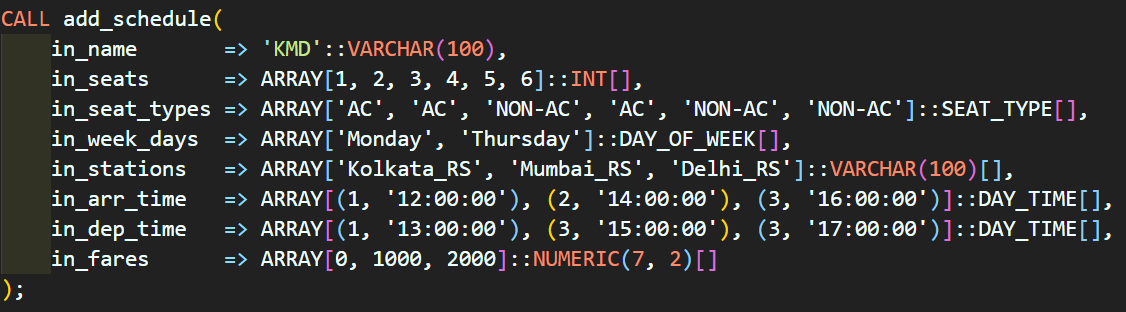 CALL add_schedule(
    in_name       => 'KMD'::VARCHAR(100),
    in_seats      => ARRAY[1, 2, 3, 4, 5, 6]::INT[],
    in_seat_types => ARRAY['AC', 'AC', 'NON-AC', 'AC', 'NON-AC', 'NON-AC']::SEAT_TYPE[],
    in_week_days  => ARRAY['Monday', 'Thursday']::DAY_OF_WEEK[],
    in_stations   => ARRAY['Kolkata_RS', 'Mumbai_RS', 'Delhi_RS']::VARCHAR(100)[],
    in_arr_time   => ARRAY[(1, '12:00:00'), (2, '14:00:00'), (3, '16:00:00')]::DAY_TIME[],
    in_dep_time   => ARRAY[(1, '13:00:00'), (3, '15:00:00'), (3, '17:00:00')]::DAY_TIME[],
    in_fares      => ARRAY[0, 1000, 2000]::NUMERIC(7, 2)[]
);